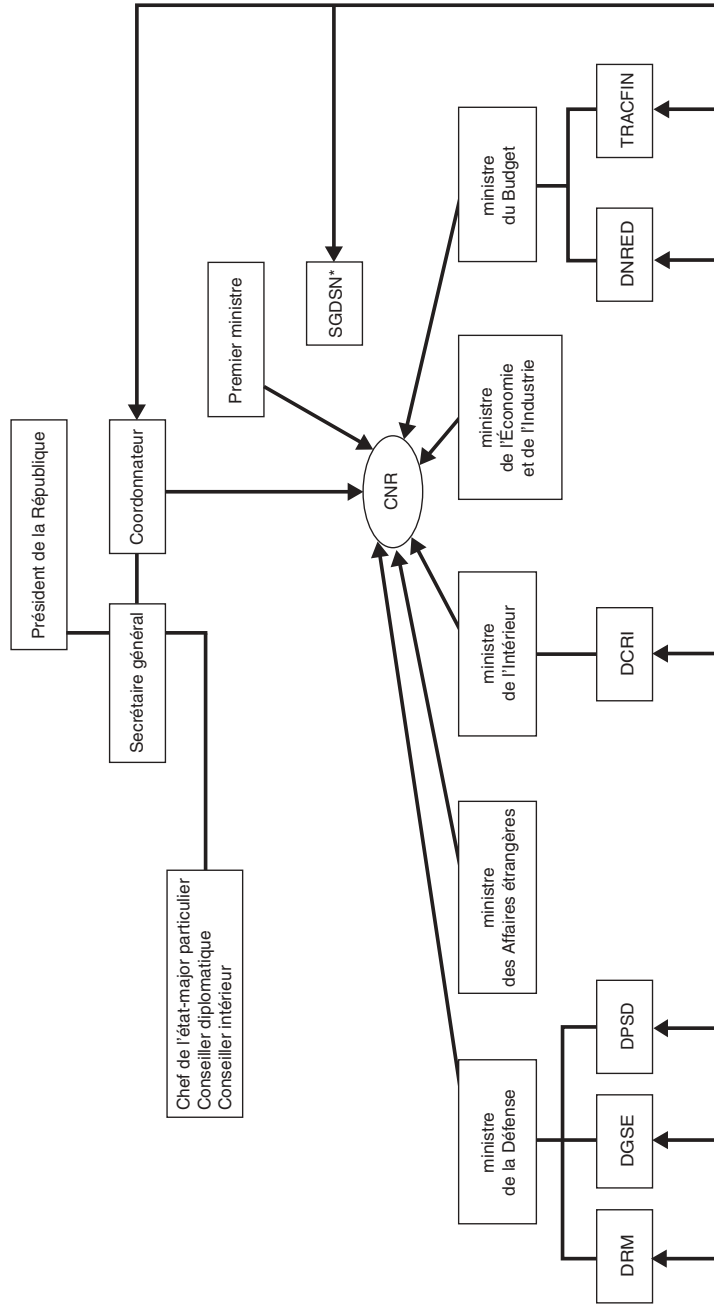 Président de la République
Secrétaire général
Coordonnateur
Chef de l'état-major particulier
Conseiller diplomatique
Conseiller intérieur
Premier ministre
SGDSN*
CNR
ministre
de la Défense
ministre
des Affaires étrangères
ministre
de l'Intérieur
ministre
de l'Économie
et de l'Industrie
ministre
du Budget
DRM
DGSE
DPSD
DCRI
DNRED
TRACFIN